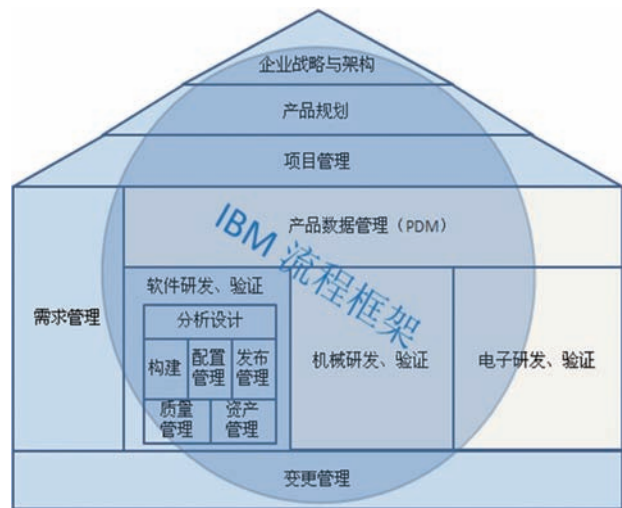 企业战略与架构
产品规划
项目管理
产品数据管理（PDM）
IBM 流程框架
需求管理
软件研发、验证
分析设计
构建
配置
管理
发布
管理
质量
管理
资产
管理
机械研发、验证
电子研发、验证
变更管理